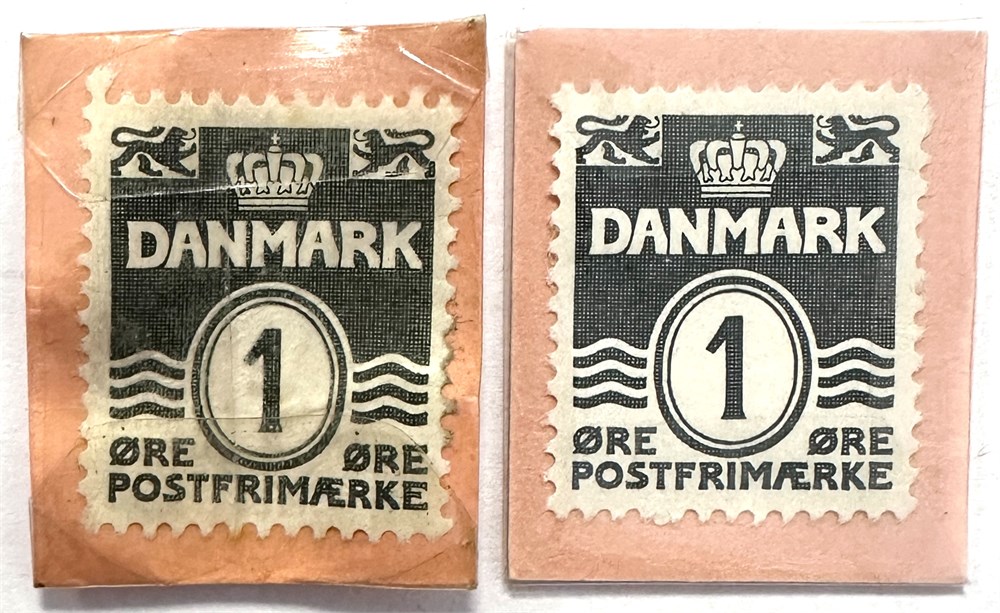 DANMARK
1
ØRE ØRE
POSTFRIMÆRKE
DANMARK
1
ØRE ØRE
POSTFRIMÆRKE